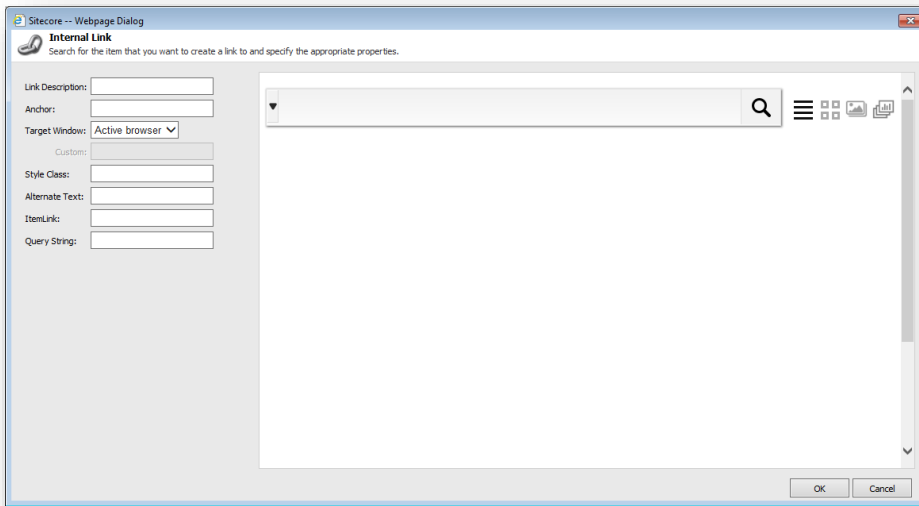 Sitecore -- Webpage Dialog
Internal Link
Search for the item that you want to create a link to and specify the appropriate properties.
Link Description:
Anchor:
Target Window: Active browser
Custom:
Style Class:
Alternate Text:
ItemLink:
Query String:
OK Cancel